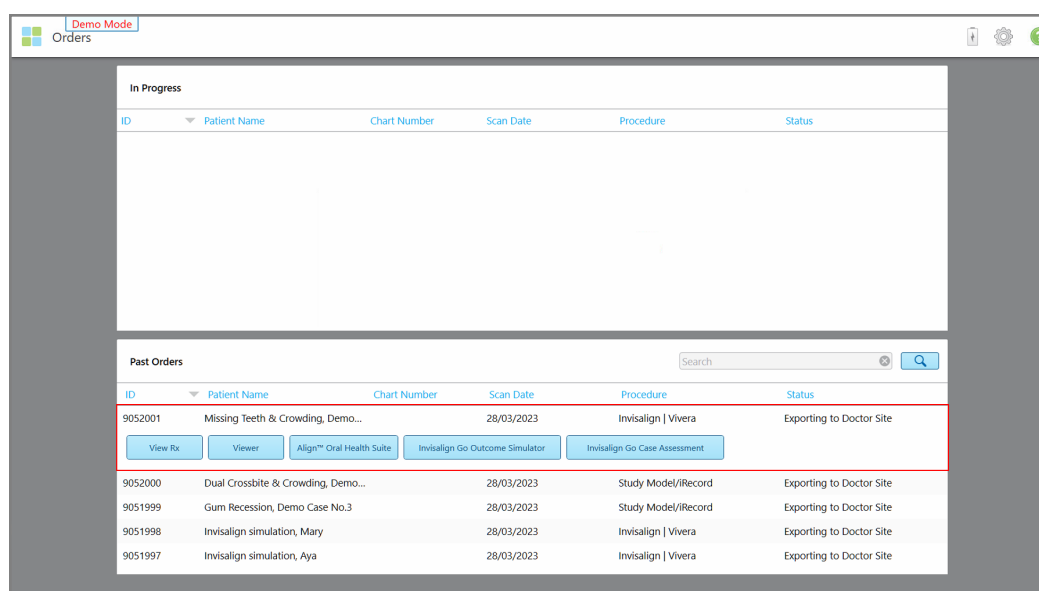 Demo Mode
Orders
In Progress
ID Patient Name Chart Number Scan Date Procedure Status
Past Orders Search
ID Patient Name Chart Number Scan Date Procedure Status
9052001 Missing Teeth & Crowding, Demo... 28/03/2023 Invisalign | Vivera Exporting to Doctor Site
View Rx Viewer Align™ Oral Health Suite Invisalign Go Outcome Simulator Invisalign Go Case Assessment
9052000 Dual Crossbite & Crowding, Demo... 28/03/2023 Study Model/iRecord Exporting to Doctor Site
9051999 Gum Recession, Demo Case No.3 28/03/2023 Study Model/iRecord Exporting to Doctor Site
9051998 Invisalign simulation, Mary 28/03/2023 Invisalign | Vivera Exporting to Doctor Site
9051997 Invisalign simulation, Aya 28/03/2023 Invisalign | Vivera Exporting to Doctor Site